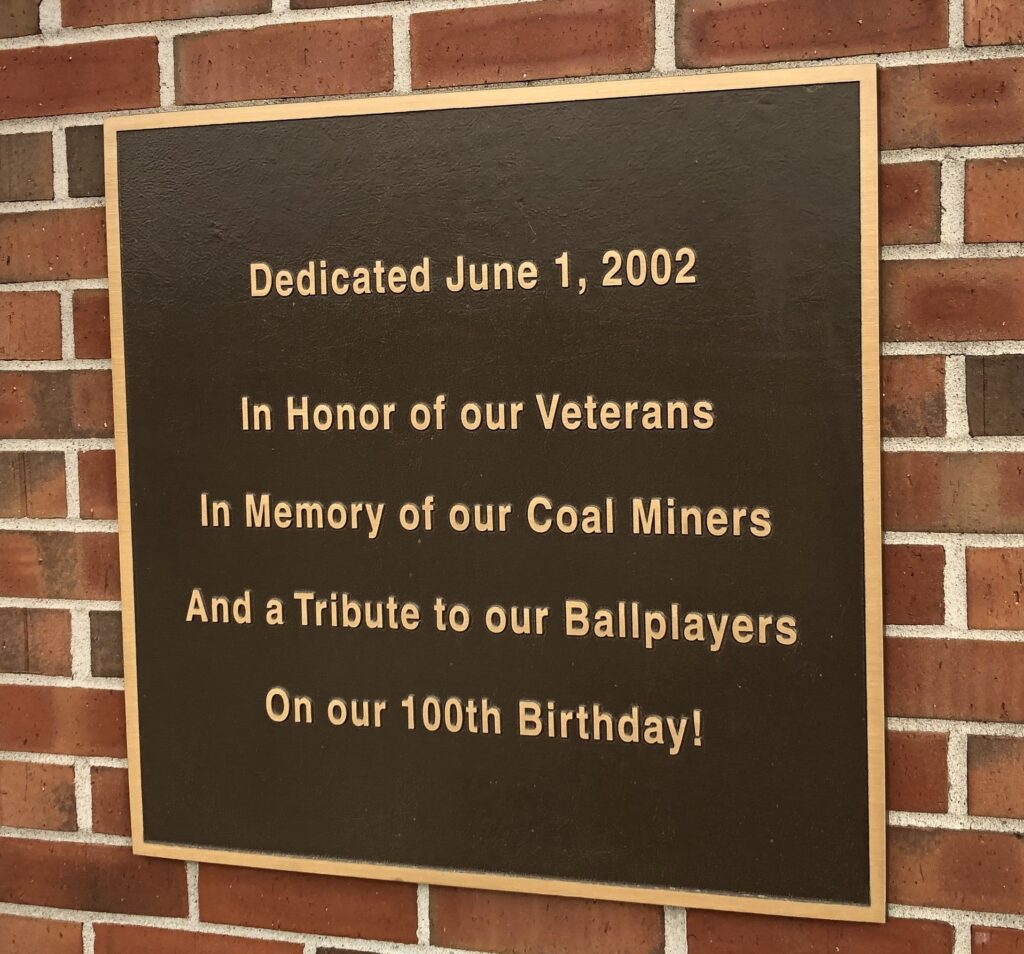 Dedicated June 1, 2002
In Honor of our Veterans
In Memory of our Coal Miners
And a Tribute to our Ballplayers
On our 100th Birthday!